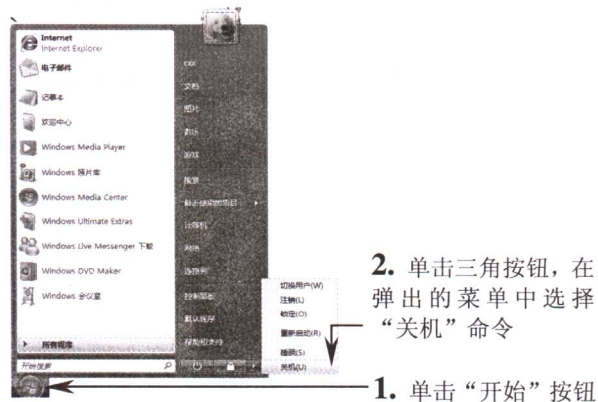 Internet
Internet Explorer
电子邮件
记事本
欢迎中心
Windows Media Player
Windows 照片库
Windows Media Center
Windows Ultimate Extras
Windows Live Messenger 下载
Windows DVD Maker
Windows 会议室
所有程序
开始搜索
文档
图片
音乐
游戏
搜索
最近使用的项目
计算机
网络
连接到
控制面板
默认程序
帮助和支持
切换用户(W)
注销(L)
锁定(O)
重新启动(R)
睡眠(S)
关机(U)
2. 单击三角按钮，在
弹出的菜单中选择
“关机”命令
1. 单击“开始”按钮